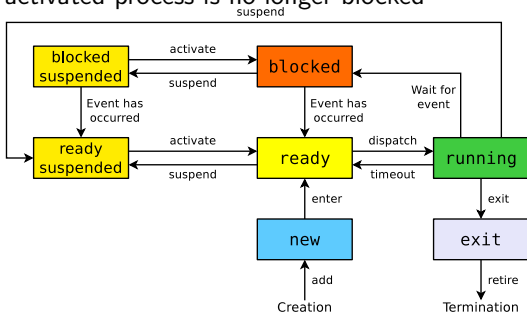 activated process is no longer blocked
suspend
blocked
suspended
activate
suspend
blocked
Wait for
event
Event has
occurred
Event has
occurred
ready
suspended
activate
suspend
ready
dispatch
timeout
running
enter
exit
new
exit
add
retire
Creation
Termination